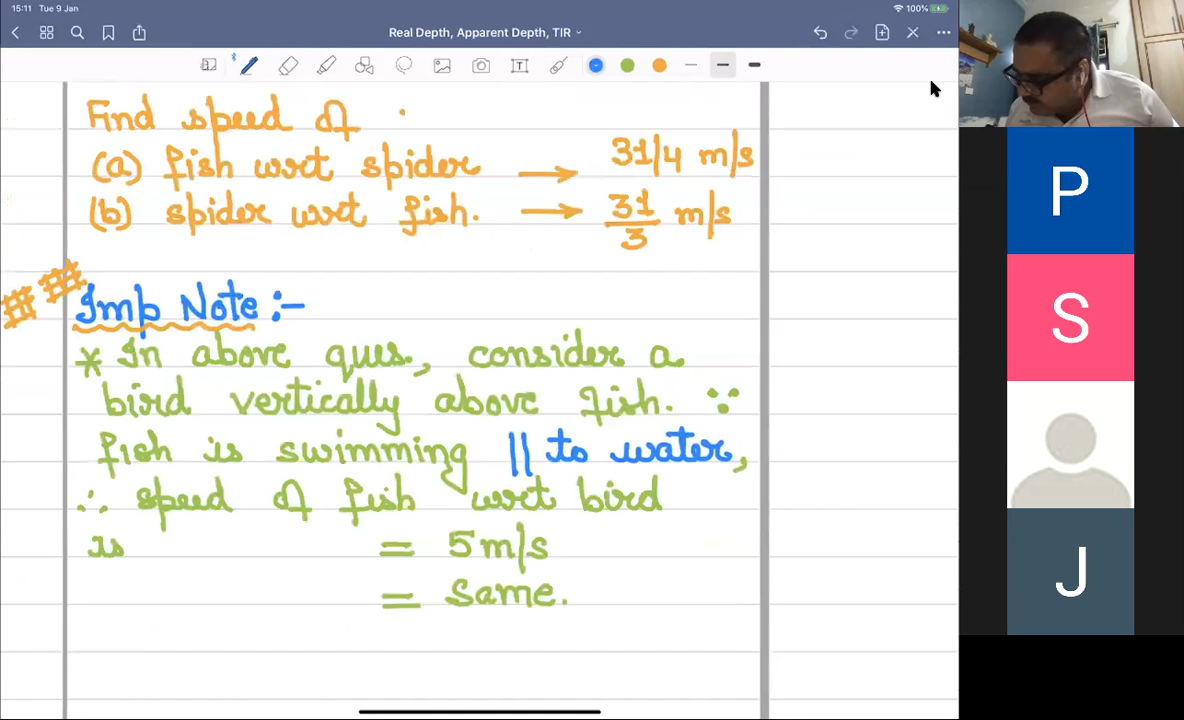 15:11 Tue 9 Jan
100%
Real Depth, Apparent Depth, TIR
Find speed of
(a) fish wrt spider → 31/4 m/s
(b) spider wrt fish. → 31/3 m/s
Imp Note :-
* In above ques., consider a
bird vertically above fish. ∵
fish is swimming || to water,
∴ speed of fish wrt bird
is = 5 m/s
= Same.
P
S
J